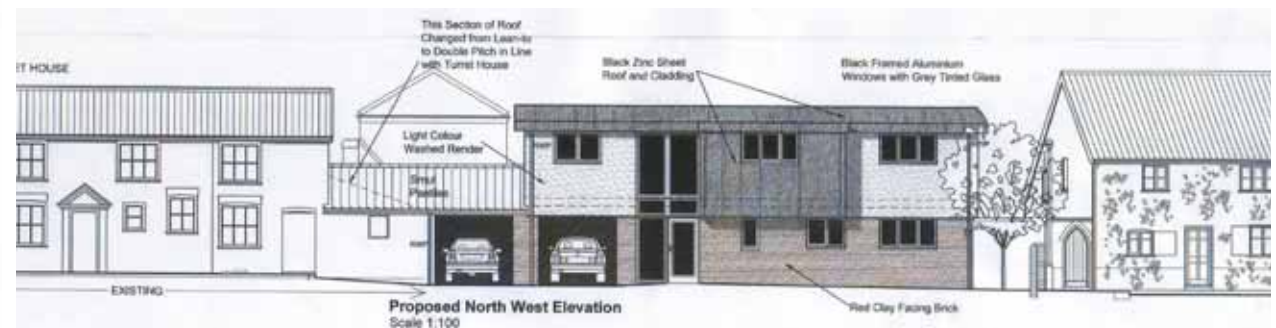 This Section of Roof
Changed from Lean-to
to Double Pitch in Line
with Turret House
ET HOUSE
Black Zinc Sheet
Roof and Cladding
Black Framed Aluminium
Windows with Grey Tinted Glass
Light Colour
Washed Render
EXISTING
Proposed North West Elevation
Scale 1:100
Red Clay Facing Brick